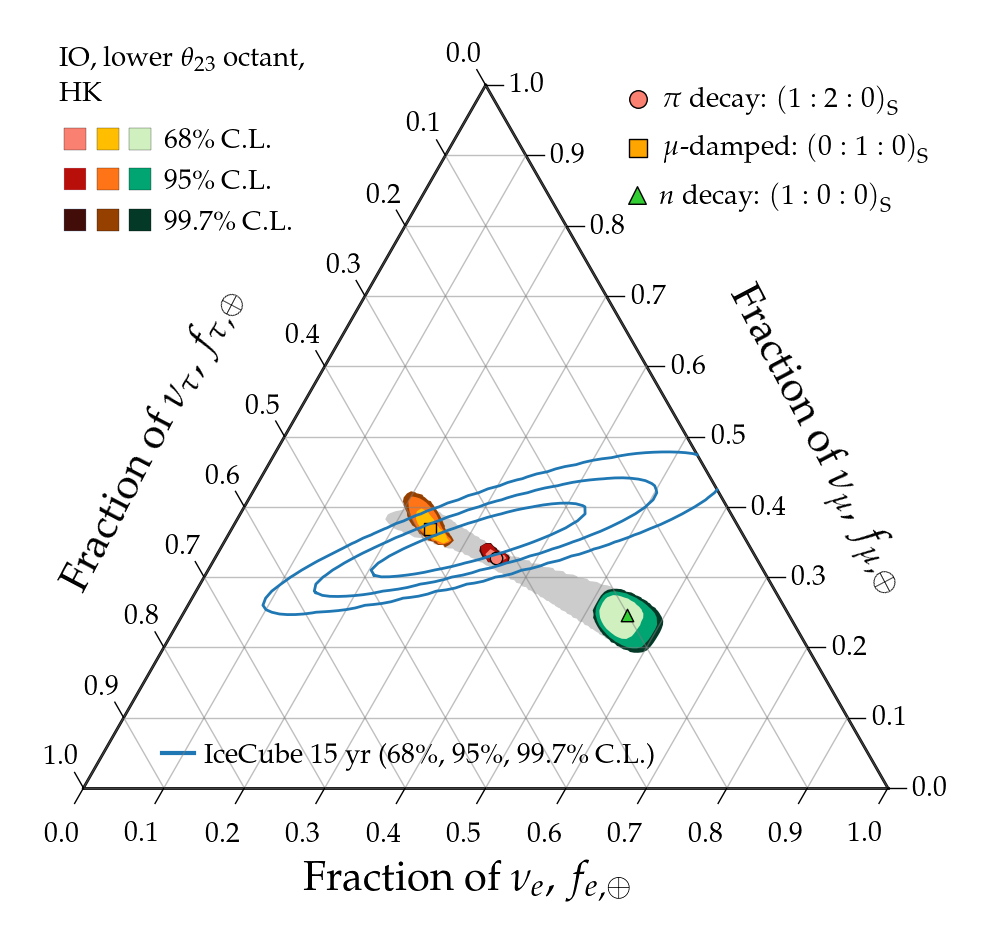 IO, lower θ₂₃ octant,
HK
68% C.L.
95% C.L.
99.7% C.L.
π decay: (1 : 2 : 0)S
μ-damped: (0 : 1 : 0)S
n decay: (1 : 0 : 0)S
0.0
0.1
0.2
0.3
0.4
0.5
0.6
0.7
0.8
0.9
1.0
Fraction of ντ, fτ,⊕
1.0
0.9
0.8
0.7
0.6
0.5
0.4
0.3
0.2
0.1
0.0
Fraction of νμ, fμ,⊕
IceCube 15 yr (68%, 95%, 99.7% C.L.)
0.0 0.1 0.2 0.3 0.4 0.5 0.6 0.7 0.8 0.9 1.0
Fraction of νe, fe,⊕